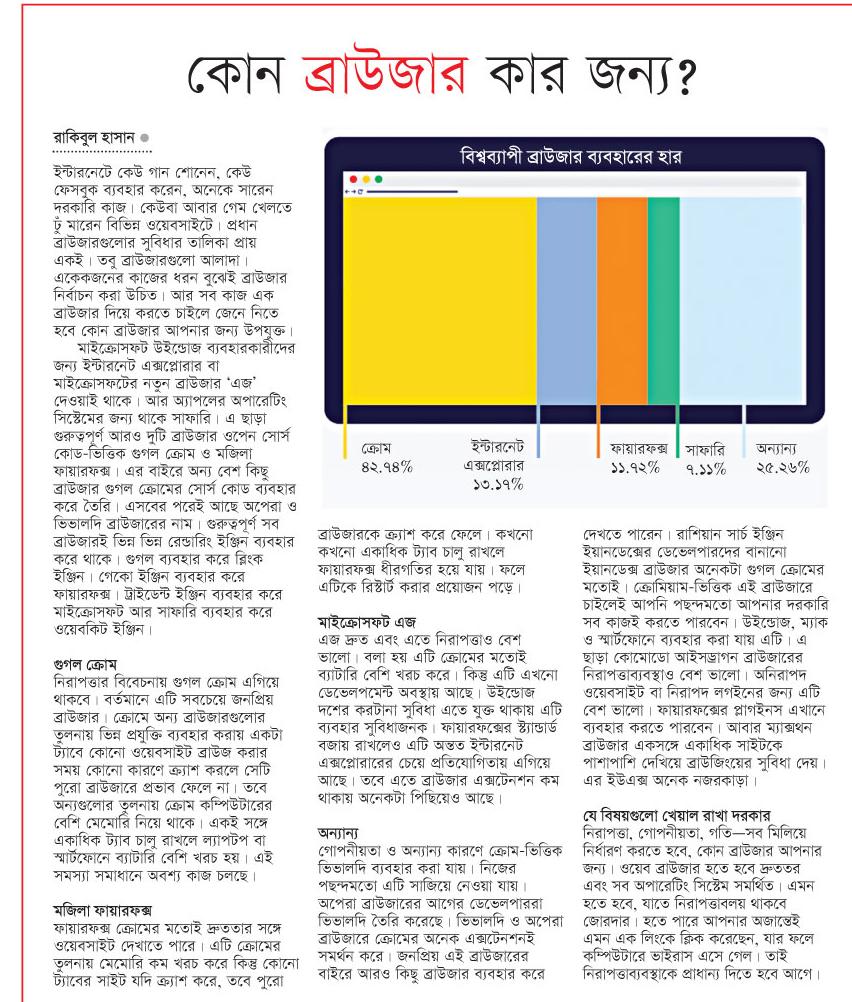 কোন ব্রাউজার কার জন্য?
রাকিবুল হাসান
ইন্টারনেটে কেউ গান শোনেন, কেউ
ফেসবুক ব্যবহার করেন, অনেকে সারেন
দরকারি কাজ। কেউবা আবার গেম খেলতে
ঢুঁ মারেন বিভিন্ন ওয়েবসাইটে। প্রধান
ব্রাউজারগুলোর সুবিধার তালিকা প্রায়
একই। তবু ব্রাউজারগুলো আলাদা।
একেকজনের কাজের ধরন বুঝেই ব্রাউজার
নির্বাচন করা উচিত। আর সব কাজ এক
ব্রাউজার দিয়ে করতে চাইলে জেনে নিতে
হবে কোন ব্রাউজার আপনার জন্য উপযুক্ত।
মাইক্রোসফট উইন্ডোজ ব্যবহারকারীদের
জন্য ইন্টারনেট এক্সপ্লোরার বা
মাইক্রোসফটের নতুন ব্রাউজার ‘এজ’
দেওয়াই থাকে। আর অ্যাপলের অপারেটিং
সিস্টেমের জন্য থাকে সাফারি। এ ছাড়া
গুরুত্বপূর্ণ আরও দুটি ব্রাউজার ওপেন সোর্স
কোড-ভিত্তিক গুগল ক্রোম ও মজিলা
ফায়ারফক্স। এর বাইরে অন্য বেশ কিছু
ব্রাউজার গুগল ক্রোমের সোর্স কোড ব্যবহার
করে তৈরি। এসবের পরেই আছে অপেরা ও
ভিভালদি ব্রাউজারের নাম। গুরুত্বপূর্ণ সব
ব্রাউজারই ভিন্ন ভিন্ন রেন্ডারিং ইঞ্জিন ব্যবহার
করে থাকে। গুগল ব্যবহার করে ব্লিংক
ইঞ্জিন। গেকো ইঞ্জিন ব্যবহার করে
ফায়ারফক্স। ট্রাইডেন্ট ইঞ্জিন ব্যবহার করে
মাইক্রোসফট আর সাফারি ব্যবহার করে
ওয়েবকিট ইঞ্জিন।
গুগল ক্রোম
নিরাপত্তার বিবেচনায় গুগল ক্রোম এগিয়ে
থাকবে। বর্তমানে এটি সবচেয়ে জনপ্রিয়
ব্রাউজার। ক্রোমে অন্য ব্রাউজারগুলোর
তুলনায় ভিন্ন প্রযুক্তি ব্যবহার করায় একটা
ট্যাবে কোনো ওয়েবসাইট ব্রাউজ করার
সময় কোনো কারণে ক্র্যাশ করলে সেটি
পুরো ব্রাউজারে প্রভাব ফেলে না। তবে
অন্যগুলোর তুলনায় ক্রোম কম্পিউটারের
বেশি মেমোরি নিয়ে থাকে। একই সঙ্গে
একাধিক ট্যাব চালু রাখলে ল্যাপটপ বা
স্মার্টফোনে ব্যাটারি বেশি খরচ হয়। এই
সমস্যা সমাধানে অবশ্য কাজ চলছে।
মজিলা ফায়ারফক্স
ফায়ারফক্স ক্রোমের মতোই দ্রুততার সঙ্গে
ওয়েবসাইট দেখাতে পারে। এটি ক্রোমের
তুলনায় মেমোরি কম খরচ করে কিন্তু কোনো
ট্যাবের সাইট যদি ক্র্যাশ করে, তবে পুরো
বিশ্বব্যাপী ব্রাউজার ব্যবহারের হার
ক্রোম
৪২.৭৪%
ইন্টারনেট
এক্সপ্লোরার
১৩.১৭%
ফায়ারফক্স
১১.৭২%
সাফারি
৭.১১%
অন্যান্য
২৫.২৬%
ব্রাউজারকে ক্র্যাশ করে ফেলে। কখনো
কখনো একাধিক ট্যাব চালু রাখলে
ফায়ারফক্স ধীরগতির হয়ে যায়। ফলে
এটিকে রিস্টার্ট করার প্রয়োজন পড়ে।
মাইক্রোসফট এজ
এজ দ্রুত এবং এতে নিরাপত্তাও বেশ
ভালো। বলা হয় এটি ক্রোমের মতোই
ব্যাটারি বেশি খরচ করে। কিন্তু এটি এখনো
ডেভেলপমেন্ট অবস্থায় আছে। উইন্ডোজ
দশের করটানা সুবিধা এতে যুক্ত থাকায় এটি
ব্যবহার সুবিধাজনক। ফায়ারফক্সের স্ট্যান্ডার্ড
বজায় রাখলেও এটি অন্তত ইন্টারনেট
এক্সপ্লোরারের চেয়ে প্রতিযোগিতায় এগিয়ে
আছে। তবে এতে ব্রাউজার এক্সটেনশন কম
থাকায় অনেকটা পিছিয়েও আছে।
অন্যান্য
গোপনীয়তা ও অন্যান্য কারণে ক্রোম-ভিত্তিক
ভিভালদি ব্যবহার করা যায়। নিজের
পছন্দমতো এটি সাজিয়ে নেওয়া যায়।
অপেরা ব্রাউজারের আগের ডেভেলপাররা
ভিভালদি তৈরি করেছে। ভিভালদি ও অপেরা
ব্রাউজারে ক্রোমের অনেক এক্সটেনশনই
সমর্থন করে। জনপ্রিয় এই ব্রাউজারের
বাইরে আরও কিছু ব্রাউজার ব্যবহার করে
দেখতে পারেন। রাশিয়ান সার্চ ইঞ্জিন
ইয়ানডেক্সের ডেভেলপারদের বানানো
ইয়ানডেক্স ব্রাউজার অনেকটা গুগল ক্রোমের
মতোই। ক্রোমিয়াম-ভিত্তিক এই ব্রাউজারে
চাইলেই আপনি পছন্দমতো আপনার দরকারি
সব কাজই করতে পারবেন। উইন্ডোজ, ম্যাক
ও স্মার্টফোনে ব্যবহার করা যায় এটি। এ
ছাড়া কোমোডো আইসড্রাগন ব্রাউজারের
নিরাপত্তাব্যবস্থাও বেশ ভালো। অনিরাপদ
ওয়েবসাইট বা নিরাপদ লগইনের জন্য এটি
বেশ ভালো। ফায়ারফক্সের প্লাগইনস এখানে
ব্যবহার করতে পারবেন। আবার ম্যাক্সথন
ব্রাউজার একসঙ্গে একাধিক সাইটকে
পাশাপাশি দেখিয়ে ব্রাউজিংয়ের সুবিধা দেয়।
এর ইউএক্স অনেক নজরকাড়া।
যে বিষয়গুলো খেয়াল রাখা দরকার
নিরাপত্তা, গোপনীয়তা, গতি—সব মিলিয়ে
নির্ধারণ করতে হবে, কোন ব্রাউজার আপনার
জন্য। ওয়েব ব্রাউজার হতে হবে দ্রুততর
এবং সব অপারেটিং সিস্টেম সমর্থিত। এমন
হতে হবে, যাতে নিরাপত্তাবলয় থাকবে
জোরদার। হতে পারে আপনার অজান্তেই
এমন এক লিংকে ক্লিক করেছেন, যার ফলে
কম্পিউটারে ভাইরাস এসে গেল। তাই
নিরাপত্তাব্যবস্থাকে প্রাধান্য দিতে হবে আগে।